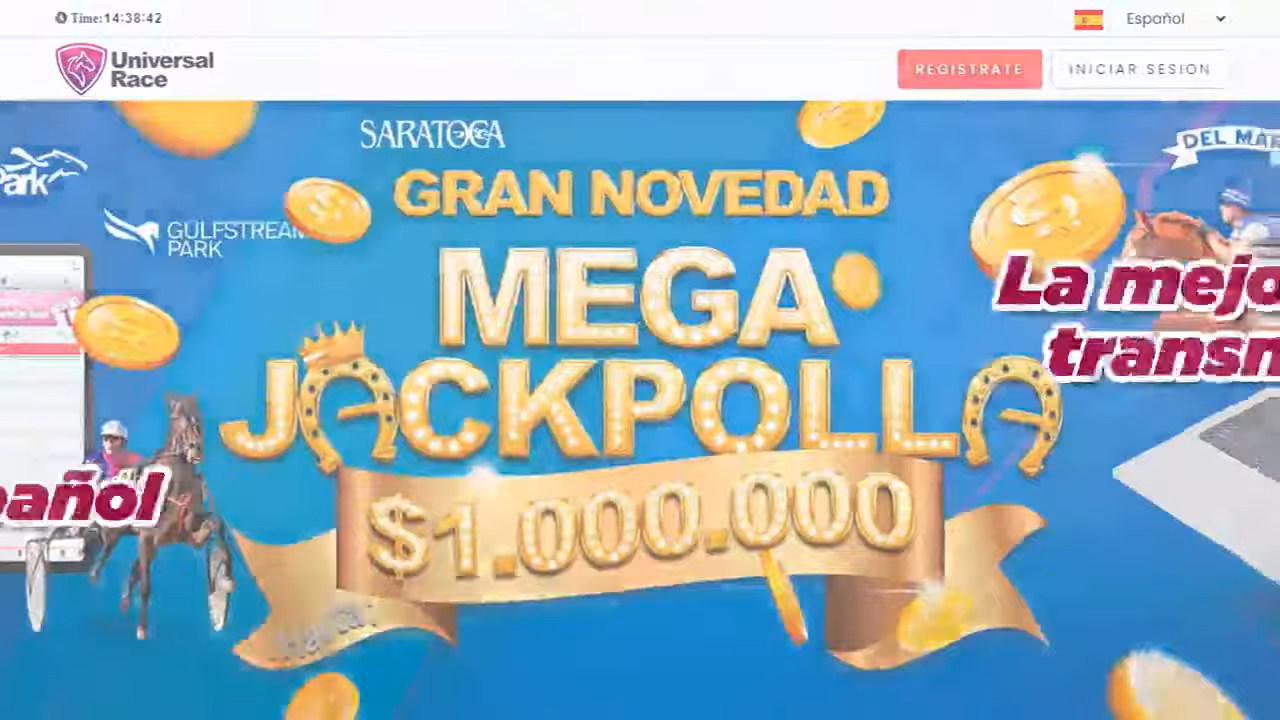 Time:14:38:42
Español
Universal
Race
REGISTRATE
INICIAR SESION
SARATOGA
DEL MAR
GRAN NOVEDAD
Park
GULFSTREAM
PARK
MEGA
La mejo
transm
JACKPOLLA
pañol
$1.000.000
hasta